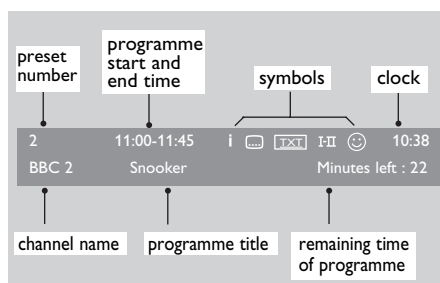 preset
number
programme
start and
end time
symbols
clock
2 11:00-11:45 i .... TXT I-II 10:38
BBC 2 Snooker Minutes left : 22
channel name
programme title
remaining time
of programme